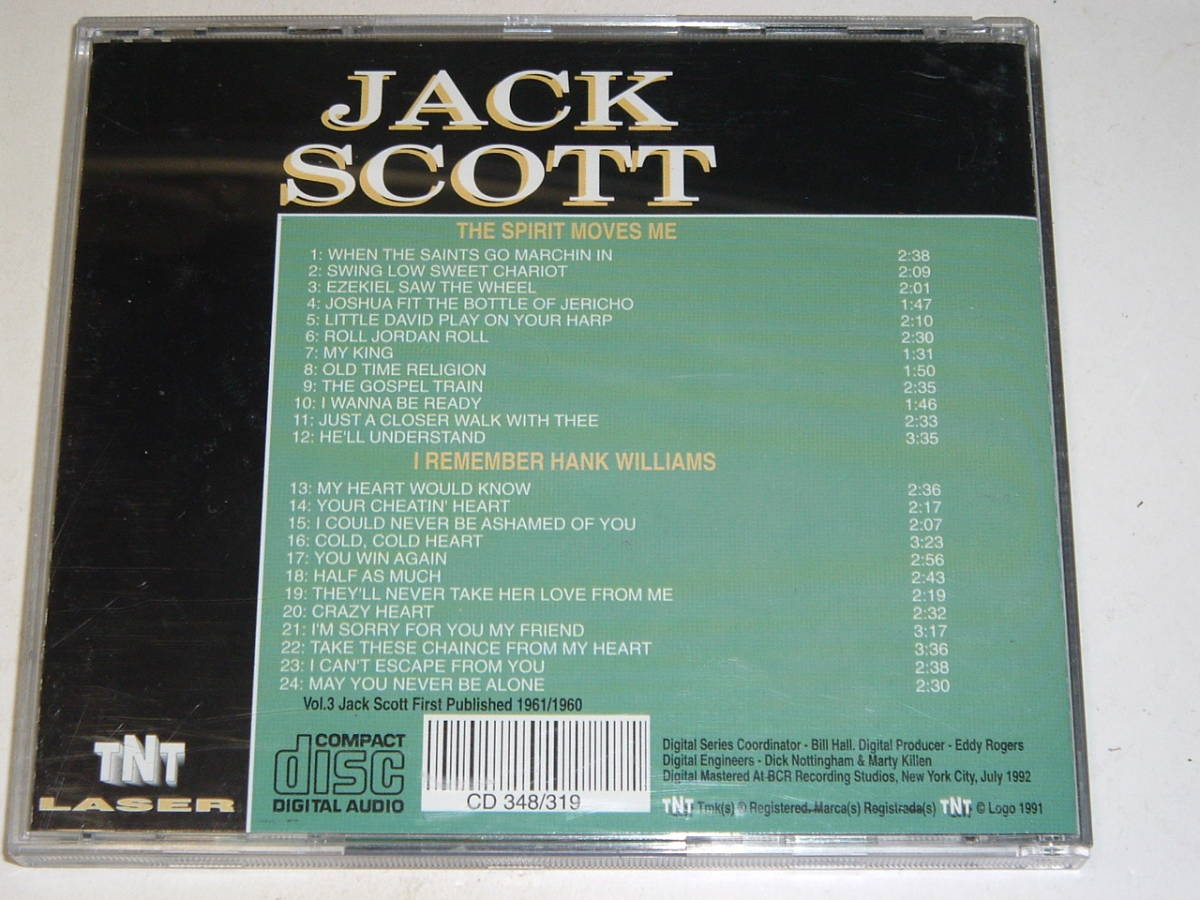 JACK
SCOTT
THE SPIRIT MOVES ME
1: WHEN THE SAINTS GO MARCHIN IN 2:38
2: SWING LOW SWEET CHARIOT 2:09
3: EZEKIEL SAW THE WHEEL 2:01
4: JOSHUA FIT THE BOTTLE OF JERICHO 1:47
5: LITTLE DAVID PLAY ON YOUR HARP 2:10
6: ROLL JORDAN ROLL 2:30
7: MY KING 1:31
8: OLD TIME RELIGION 1:50
9: THE GOSPEL TRAIN 2:35
10: I WANNA BE READY 1:46
11: JUST A CLOSER WALK WITH THEE 2:33
12: HE'LL UNDERSTAND 3:35
I REMEMBER HANK WILLIAMS
13: MY HEART WOULD KNOW 2:36
14: YOUR CHEATIN' HEART 2:17
15: I COULD NEVER BE ASHAMED OF YOU 2:07
16: COLD, COLD HEART 3:23
17: YOU WIN AGAIN 2:56
18: HALF AS MUCH 2:43
19: THEY'LL NEVER TAKE HER LOVE FROM ME 2:19
20: CRAZY HEART 2:32
21: I'M SORRY FOR YOU MY FRIEND 3:17
22: TAKE THESE CHAINCE FROM MY HEART 3:36
23: I CAN'T ESCAPE FROM YOU 2:38
24: MAY YOU NEVER BE ALONE 2:30
Vol.3 Jack Scott First Published 1961/1960
TNT
LASER
COMPACT
disc
DIGITAL AUDIO
CD 348/319
Digital Series Coordinator - Bill Hall. Digital Producer - Eddy Rogers
Digital Engineers - Dick Nottingham & Marty Killen
Digital Mastered At BCR Recording Studios, New York City, July 1992
TNT Tmk(s) ® Registered. Marca(s) Registrada(s) TNT © Logo 1991